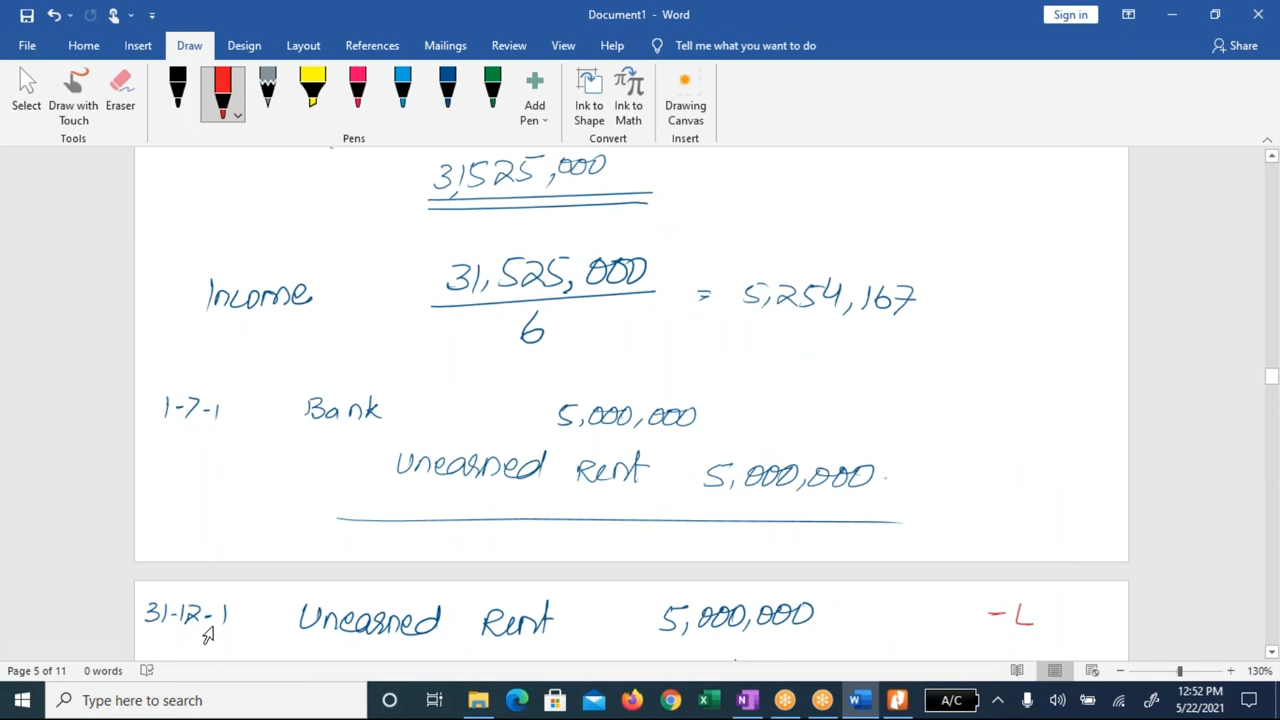 Document1 - Word
Sign in
File Home Insert Draw Design Layout References Mailings Review View Help Tell me what you want to do Share
Select Draw with Touch Eraser Add Pen Ink to Shape Ink to Math Drawing Canvas
Tools Pens Convert Insert
31,525,000
Income 31,525,000 = 5,254,167
6
1-7-1 Bank 5,000,000
Unearned Rent 5,000,000
31-12-1 Unearned Rent 5,000,000 - L
Page 5 of 11 0 words 130%
Type here to search A/C 12:52 PM
5/22/2021